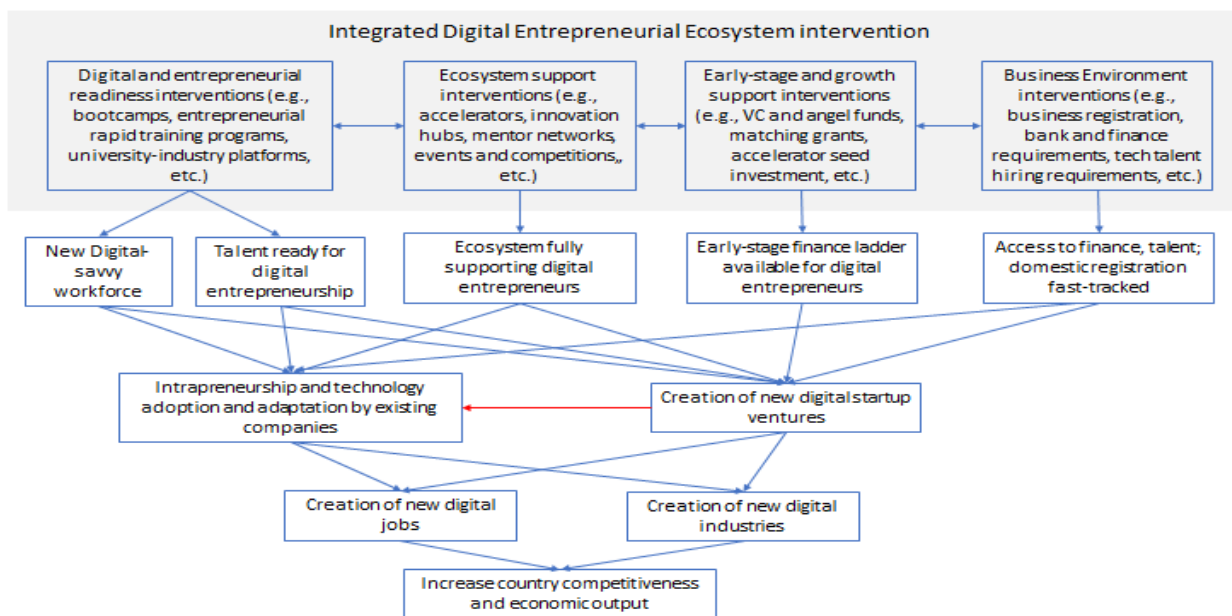 Integrated Digital Entrepreneurial Ecosystem intervention
Digital and entrepreneurial
readiness interventions (e.g.,
bootcamps, entrepreneurial
rapid training programs,
university-industry platforms,
etc.)
Ecosystem support
interventions (e.g.,
accelerators, innovation
hubs, mentor networks,
events and competitions,,
etc.)
Early-stage and growth
support interventions
(e.g., VC and angel funds,
matching grants,
accelerator seed
investment, etc.)
Business Environment
interventions (e.g.,
business registration,
bank and finance
requirements, tech talent
hiring requirements, etc.)
New Digital-
savvy
workforce
Talent ready for
digital
entrepreneurship
Ecosystem fully
supporting digital
entrepreneurs
Early-stage finance ladder
available for digital
entrepreneurs
Access to finance, talent;
domestic registration
fast-tracked
Intrapreneurship and technology
adoption and adaptation by existing
companies
Creation of new digital startup
ventures
Creation of new digital
jobs
Creation of new digital
industries
Increase country competitiveness
and economic output